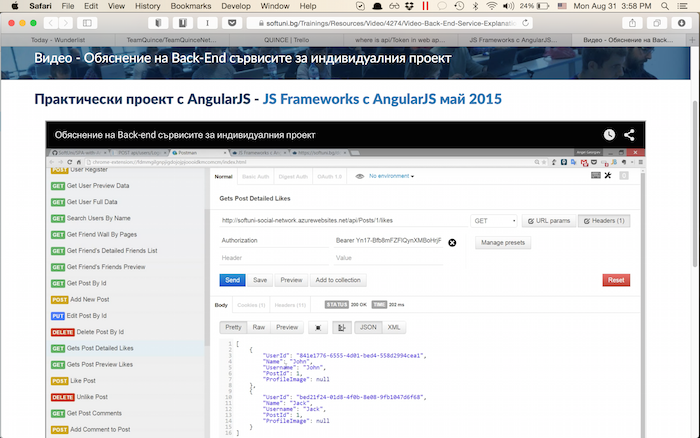 Safari File Edit View History Bookmarks Develop Window Help 24% Mon Aug 31 3:58 PM
softuni.bg/Trainings/Resources/Video/4274/Video-Back-End-Service-Explanat
Today - Wunderlist TeamQuince/TeamQuinceNet... QUINCE | Trello where is api/Token in web ap... JS Frameworks с AngularJS... Видео - Обяснение на Back...
Видео - Обяснение на Back-End сървисите за индивидуалния проект
Практически проект с AngularJS - JS Frameworks с AngularJS май 2015
Обяснение на Back-end сървисите за индивидуалния проект
Postman
POST User Register
GET Get User Preview Data
GET Get User Full Data
GET Search Users By Name
GET Get Friend Wall By Pages
GET Get Friend's Detailed Friends List
GET Get Friend's Friends Preview
GET Get Post By Id
POST Add New Post
PUT Edit Post By Id
DELETE Delete Post By Id
GET Gets Post Detailed Likes
GET Gets Post Preview Likes
POST Like Post
DELETE Unlike Post
GET Get Post Comments
POST Add Comment to Post
Normal Basic Auth Digest Auth OAuth 1.0 No environment
Gets Post Detailed Likes
http://softuni-social-network.azurewebsites.net/api/Posts/1/likes GET URL params Headers (1)
Authorization Bearer Yn17-Bfb8mFZFIQynXMBoHrjF Manage presets
Header Value
Send Save Preview Add to collection Reset
Body Cookies (1) Headers (11) STATUS 200 OK TIME 202 ms
Pretty Raw Preview JSON XML
1 [
2 {
3 "UserId": "841e1776-6555-4d01-bed4-558d2994cea1",
4 "Name": "John",
5 "Username": "John",
6 "PostId": 1,
7 "ProfileImage": null
8 },
9 {
10 "UserId": "bed21f24-01d8-4f0b-8e08-9fb1047d6f68",
11 "Name": "Jack",
12 "Username": "Jack",
13 "PostId": 1,
14 "ProfileImage": null
15 }
16 ]